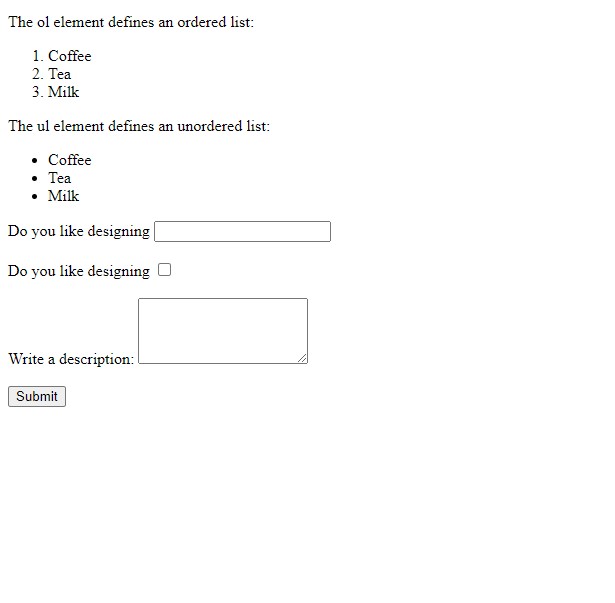 The ol element defines an ordered list:
1. Coffee
2. Tea
3. Milk
The ul element defines an unordered list:
• Coffee
• Tea
• Milk
Do you like designing
Do you like designing
Write a description:
Submit